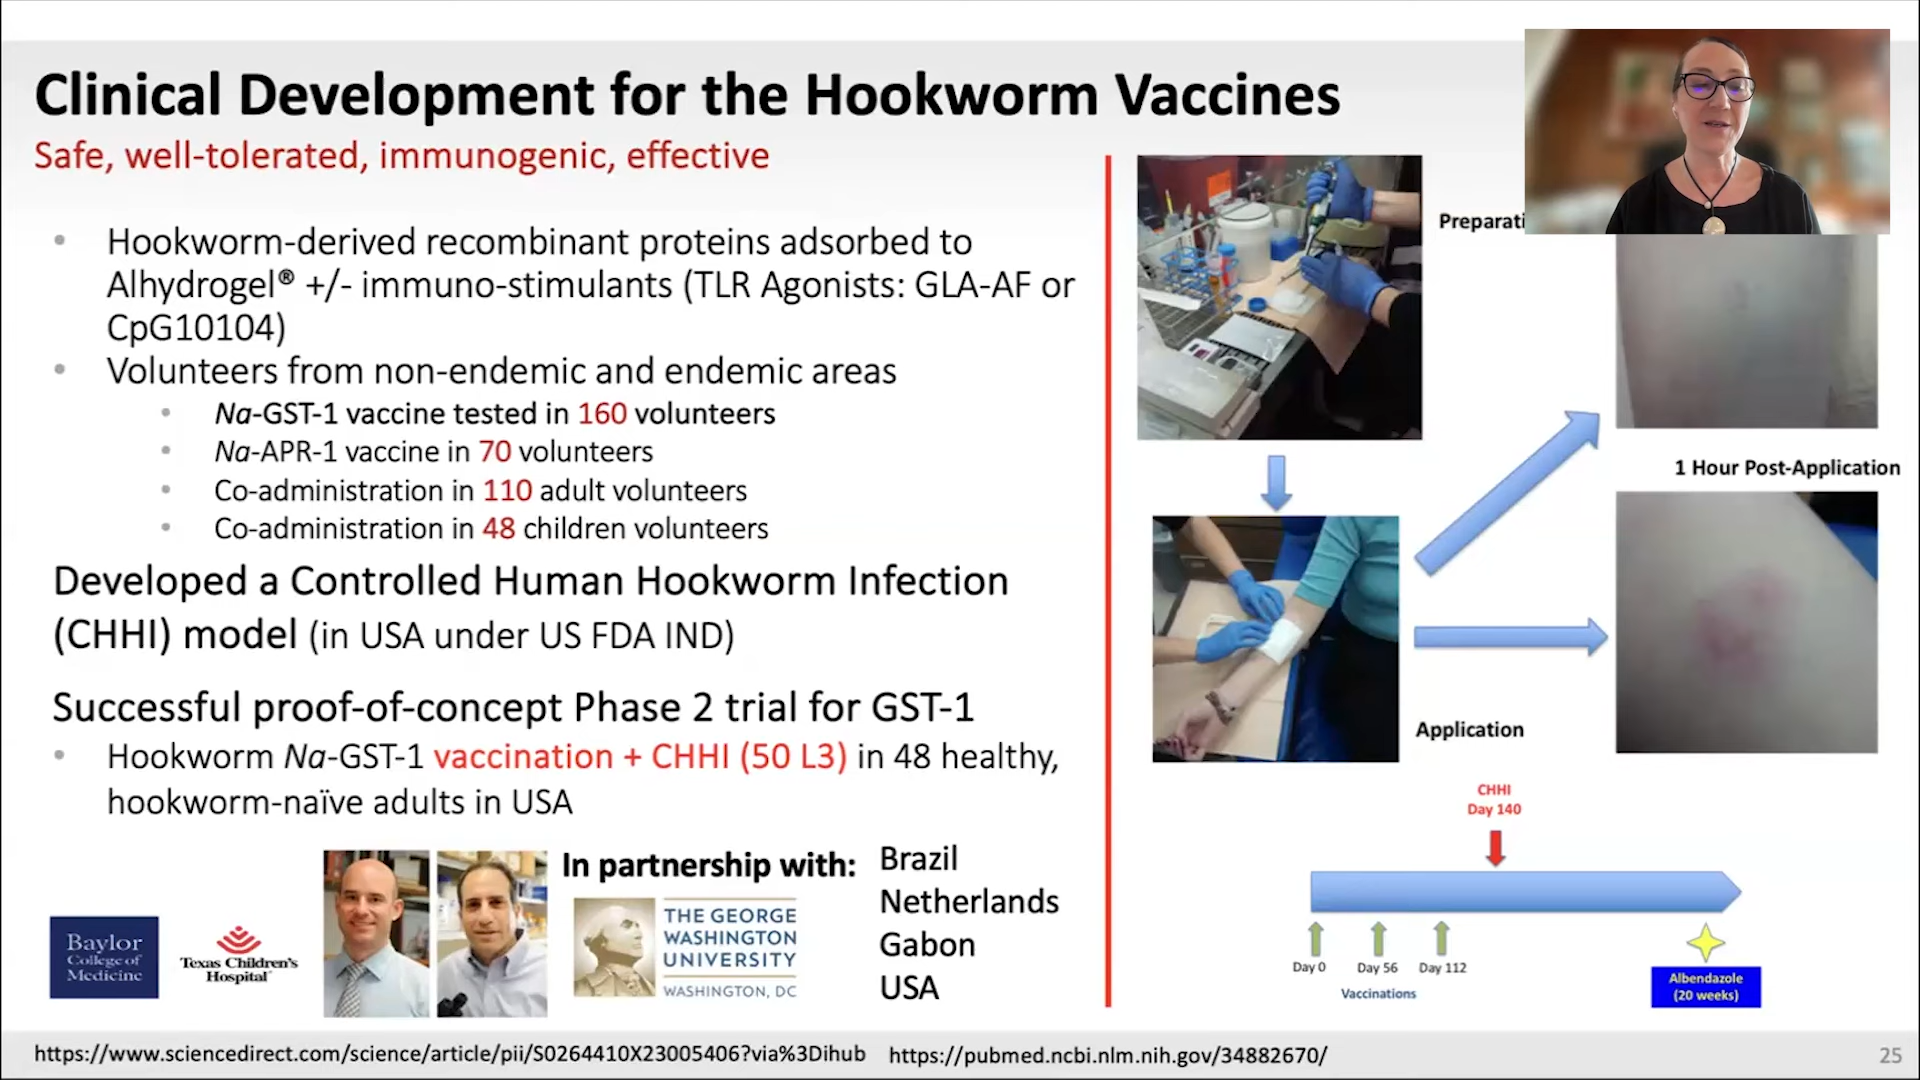 Clinical Development for the Hookworm Vaccines
Safe, well-tolerated, immunogenic, effective
• Hookworm-derived recombinant proteins adsorbed to
Alhydrogel® +/- immuno-stimulants (TLR Agonists: GLA-AF or
CpG10104)
• Volunteers from non-endemic and endemic areas
• Na-GST-1 vaccine tested in 160 volunteers
• Na-APR-1 vaccine in 70 volunteers
• Co-administration in 110 adult volunteers
• Co-administration in 48 children volunteers
Developed a Controlled Human Hookworm Infection
(CHHI) model (in USA under US FDA IND)
Successful proof-of-concept Phase 2 trial for GST-1
• Hookworm Na-GST-1 vaccination + CHHI (50 L3) in 48 healthy,
hookworm-naïve adults in USA
Baylor
College of
Medicine
Texas Children's
Hospital
In partnership with:
THE GEORGE
WASHINGTON
UNIVERSITY
WASHINGTON, DC
Brazil
Netherlands
Gabon
USA
Preparati
1 Hour Post-Application
Application
CHHI
Day 140
Day 0
Day 56
Day 112
Vaccinations
Albendazole
(20 weeks)
https://www.sciencedirect.com/science/article/pii/S0264410X23005406?via%3Dihub
https://pubmed.ncbi.nlm.nih.gov/34882670/
25